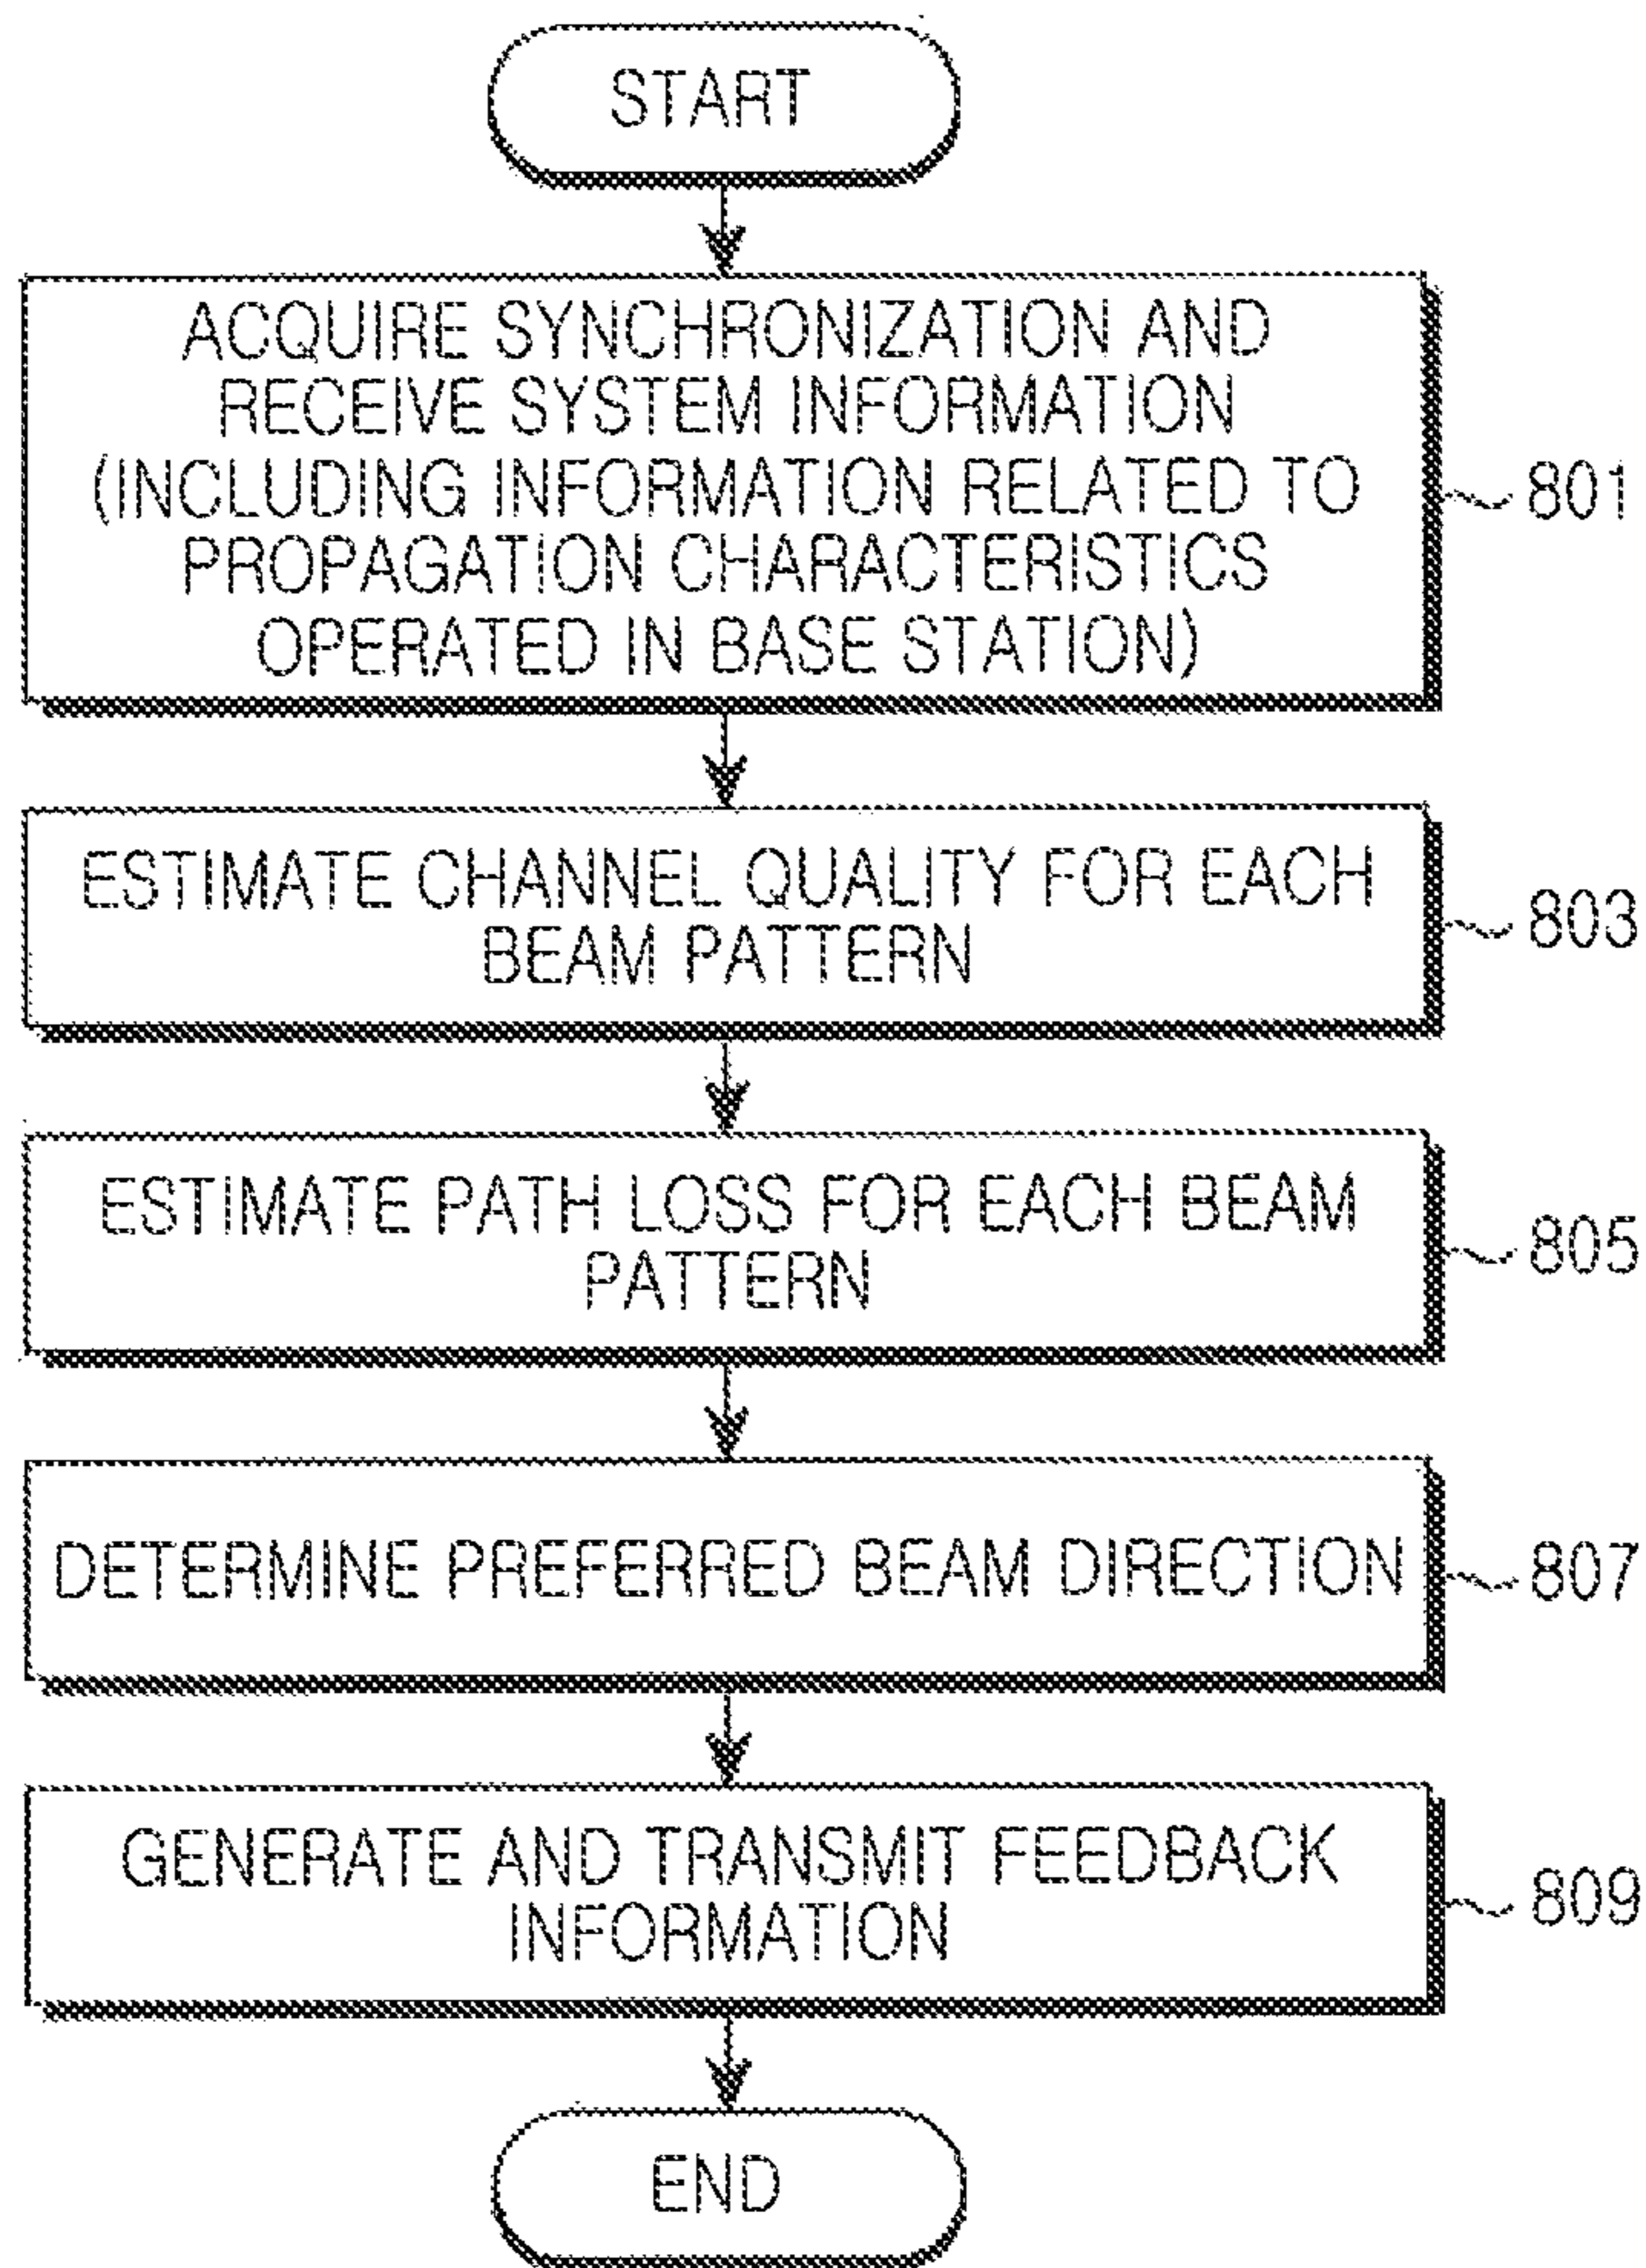 START
ACQUIRE SYNCHRONIZATION AND
RECEIVE SYSTEM INFORMATION
(INCLUDING INFORMATION RELATED TO
PROPAGATION CHARACTERISTICS
OPERATED IN BASE STATION)
801
ESTIMATE CHANNEL QUALITY FOR EACH
BEAM PATTERN
803
ESTIMATE PATH LOSS FOR EACH BEAM
PATTERN
805
DETERMINE PREFERRED BEAM DIRECTION
807
GENERATE AND TRANSMIT FEEDBACK
INFORMATION
809
END